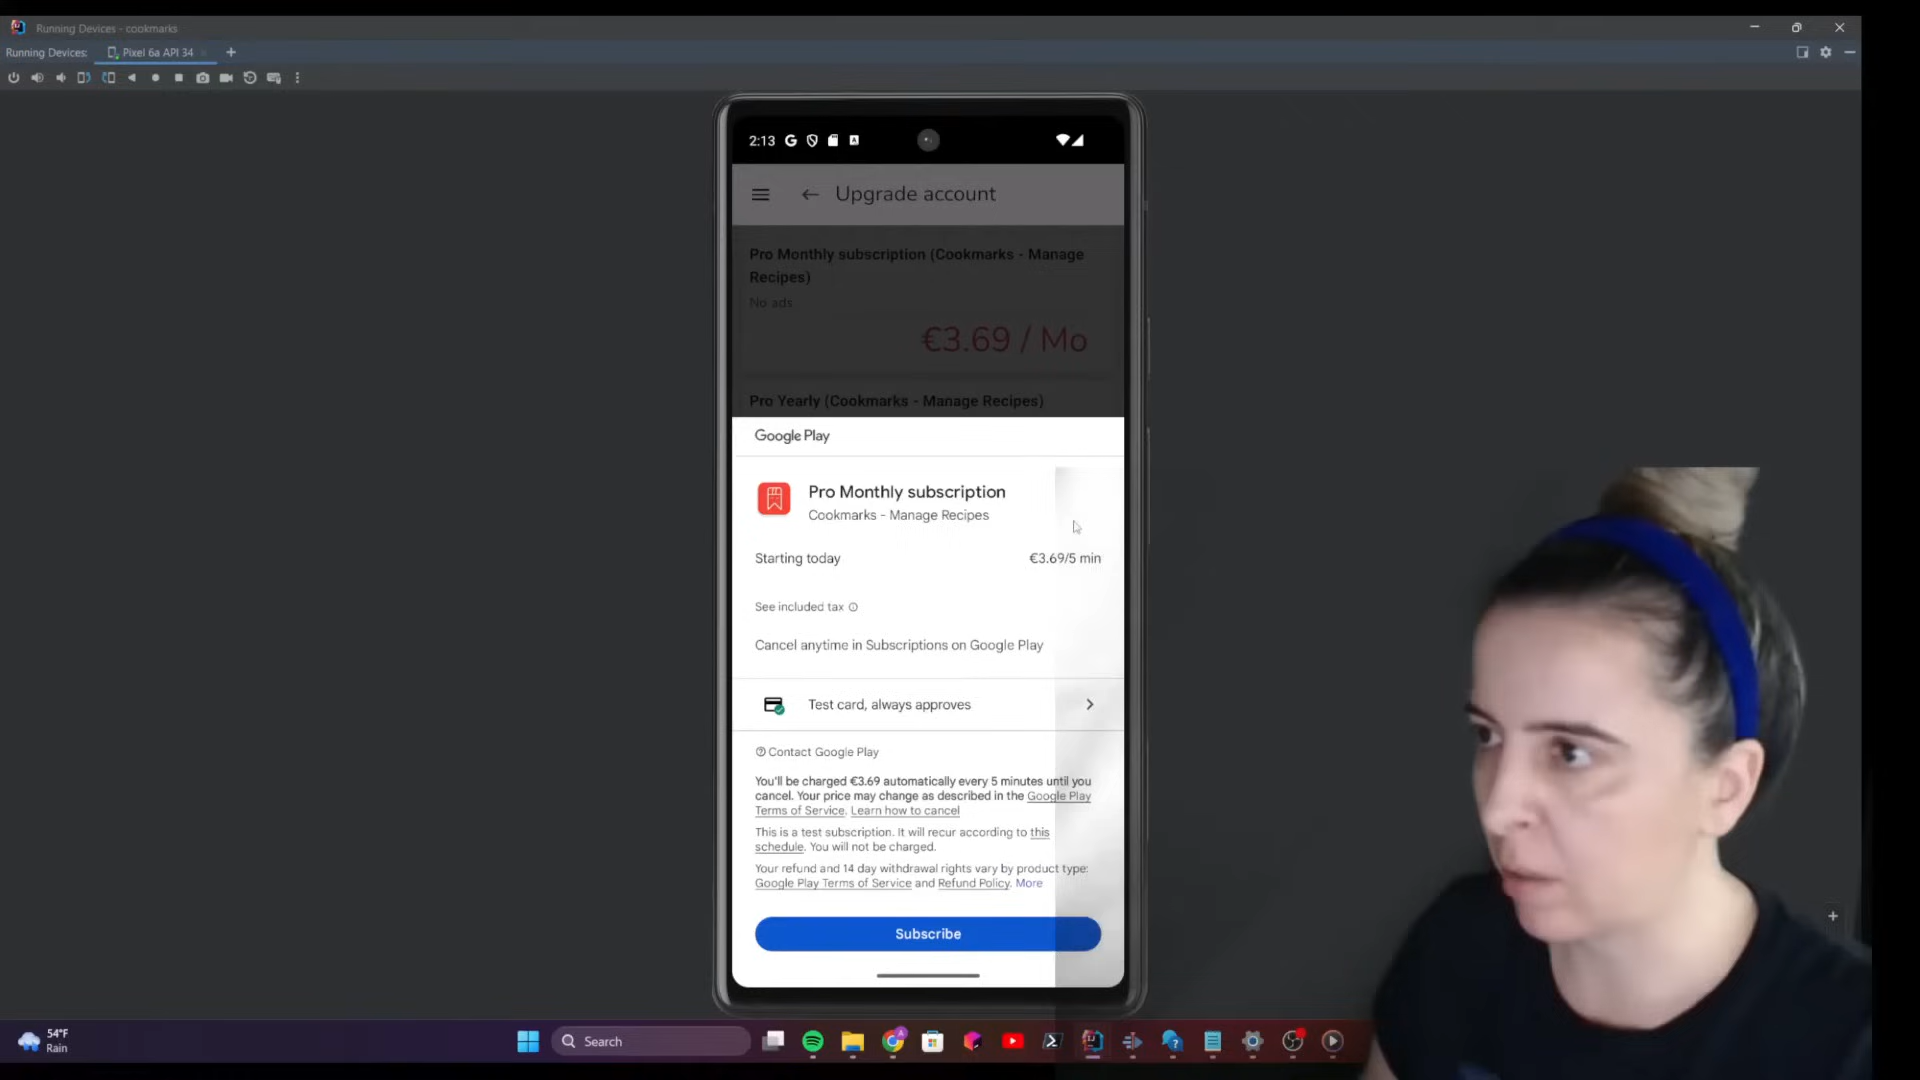 Running Devices - cookmarks
Running Devices:
Pixel 6a API 34
2:13
Upgrade account
Pro Monthly subscription (Cookmarks - Manage
Recipes)
No ads
€3.69 / Mo
Pro Yearly (Cookmarks - Manage Recipes)
Google Play
Pro Monthly subscription
Cookmarks - Manage Recipes
Starting today
€3.69/5 min
See included tax
Cancel anytime in Subscriptions on Google Play
Test card, always approves
Contact Google Play
You'll be charged €3.69 automatically every 5 minutes until you
cancel. Your price may change as described in the Google Play
Terms of Service. Learn how to cancel
This is a test subscription. It will recur according to this
schedule. You will not be charged.
Your refund and 14 day withdrawal rights vary by product type:
Google Play Terms of Service and Refund Policy. More
Subscribe
54°F
Rain
Search